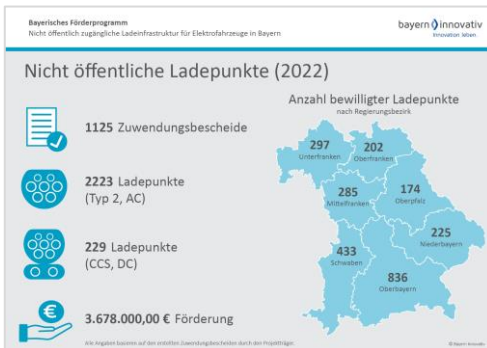 Bayerisches Förderprogramm
Nicht öffentlich zugängliche Ladeinfrastruktur für Elektrofahrzeuge in Bayern
bayern innovativ
Innovation leben
Nicht öffentliche Ladepunkte (2022)
1125 Zuwendungsbescheide
2223 Ladepunkte
(Typ 2, AC)
229 Ladepunkte
(CCS, DC)
3.678.000,00 € Förderung
Anzahl bewilligter Ladepunkte
nach Regierungsbezirk
297
Unterfranken
202
Oberfranken
285
Mittelfranken
174
Oberpfalz
225
Niederbayern
433
Schwaben
836
Oberbayern
Alle Angaben basieren auf den erstellten Zuwendungsbescheiden durch den Projektträger.
© Bayern Innovativ